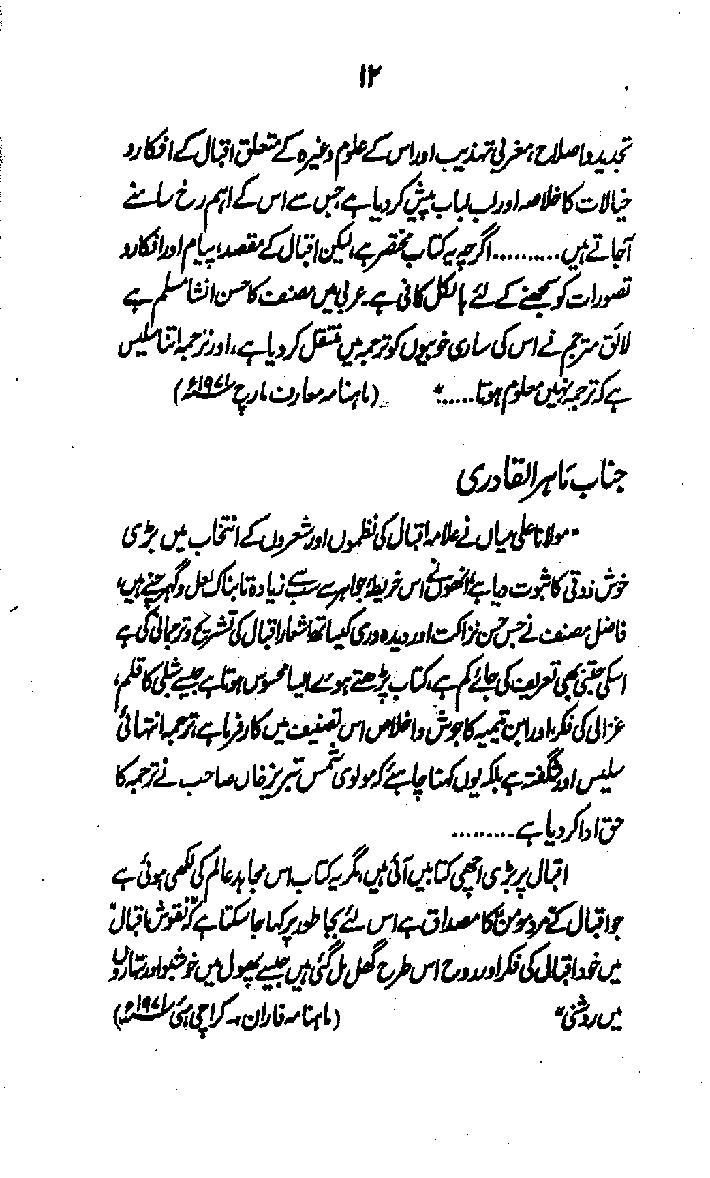 ۱۲
تجدید و اصلاح، مغربی تہذیب اور اس کے علوم وغیرہ کے متعلق اقبال کے افکار و
خیالات کا خلاصہ اور لب لباب پیش کر دیا ہے جس سے اس کے اہم رخ سامنے
آجاتے ہیں .......... اگرچہ یہ کتاب مختصر ہے لیکن اقبال کے مقصد، پیام اور افکار و
تصورات کو سمجھنے کے لئے بالکل کافی ہے۔ عربی میں مصنف کا حسن انشا مسلم ہے
لائق مترجم نے اس کی ساری خوبیوں کو ترجمہ میں منتقل کر دیا ہے، اور ترجمہ اتنا سلیس
ہے کہ ترجمہ نہیں معلوم ہوتا ......" (ماہنامہ معارف مارچ ۱۹۷۴ء)
جناب ماہر القادری
"مولانا علی میاں نے علامہ اقبال کی نظموں اور شعروں کے انتخاب میں بڑی
خوش ذوقی کا ثبوت دیا ہے انھوں نے اس خریطۂ جواہر سے سب سے زیادہ تابناک لعل و گہر چنے ہیں،
فاضل مصنف نے جس حسن نزاکت اور دیدہ وری کیساتھ اشعار اقبال کی تشریح و ترجمانی کی ہے
اسکی جتنی بھی تعریف کی جائے کم ہے، کتاب پڑھتے ہوئے ایسا محسوس ہوتا ہے جیسے شبلی کا قلم،
غزالی کی فکر، اور ابن تیمیہ کا جوش و اخلاص اس تصنیف میں کارفرما ہے، ترجمہ انتہائی
سلیس اور شگفتہ ہے بلکہ یوں کہنا چاہئے کہ مولوی شمس تبریز خاں صاحب نے ترجمہ کا
حق ادا کر دیا ہے .........
اقبال پر بڑی اچھی کتابیں آئی ہیں، مگر یہ کتاب اس مجاہد عالم کی لکھی ہوئی ہے
جو اقبال کے "مرد مومن" کا مصداق ہے اس لئے بجا طور پر کہا جا سکتا ہے کہ "نقوش اقبال"
میں خود اقبال کی فکر اور روح اس طرح گھل مل گئی ہیں جیسے پھول میں خوشبو اور ستاروں
میں روشنی" (ماہنامہ فاران۔ کراچی مئی ۱۹۷۴ء)